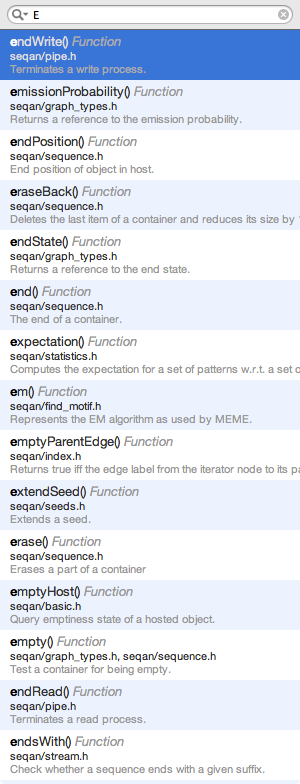 E
endWrite() Function
seqan/pipe.h
Terminates a write process.
emissionProbability() Function
seqan/graph_types.h
Returns a reference to the emission probability.
endPosition() Function
seqan/sequence.h
End position of object in host.
eraseBack() Function
seqan/sequence.h
Deletes the last item of a container and reduces its size by
endState() Function
seqan/graph_types.h
Returns a reference to the end state.
end() Function
seqan/sequence.h
The end of a container.
expectation() Function
seqan/statistics.h
Computes the expectation for a set of patterns w.r.t. a set
em() Function
seqan/find_motif.h
Represents the EM algorithm as used by MEME.
emptyParentEdge() Function
seqan/index.h
Returns true iff the edge label from the iterator node to its
extendSeed() Function
seqan/seeds.h
Extends a seed.
erase() Function
seqan/sequence.h
Erases a part of a container
emptyHost() Function
seqan/basic.h
Query emptiness state of a hosted object.
empty() Function
seqan/graph_types.h, seqan/sequence.h
Test a container for being empty.
endRead() Function
seqan/pipe.h
Terminates a read process.
endsWith() Function
seqan/stream.h
Check whether a sequence ends with a given suffix.